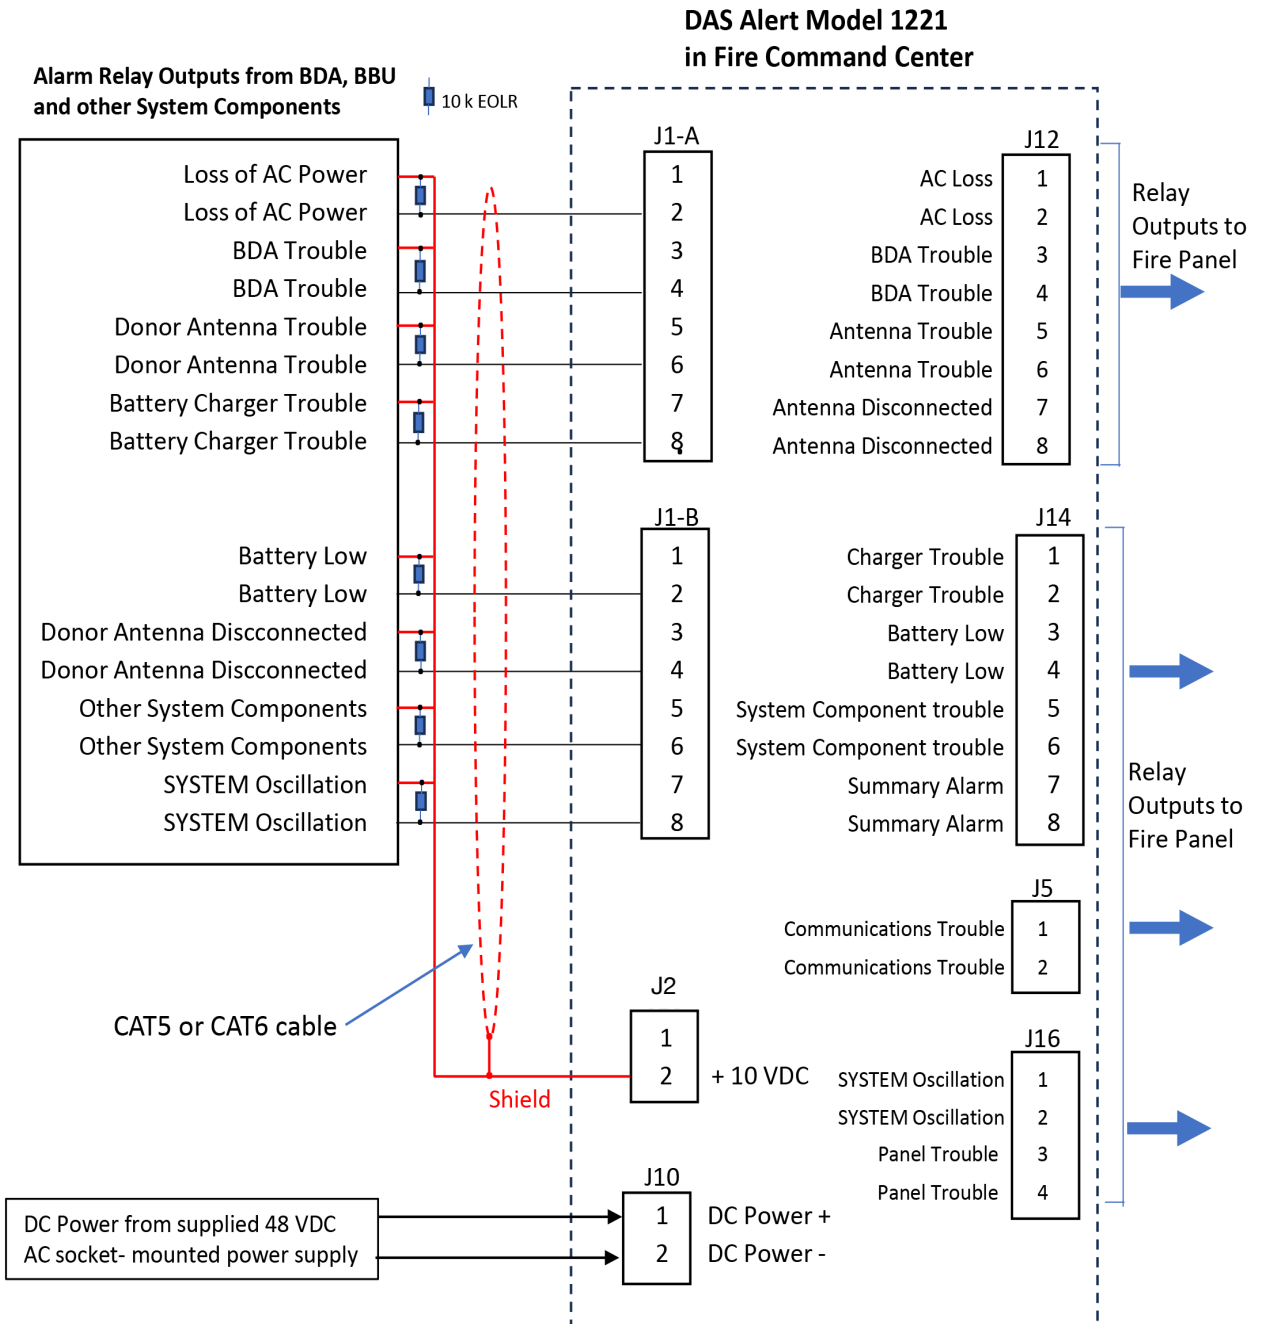 DAS Alert Model 1221
in Fire Command Center
Alarm Relay Outputs from BDA, BBU
and other System Components
10 k EOLR
Loss of AC Power
Loss of AC Power
BDA Trouble
BDA Trouble
Donor Antenna Trouble
Donor Antenna Trouble
Battery Charger Trouble
Battery Charger Trouble
Battery Low
Battery Low
Donor Antenna Discconnected
Donor Antenna Discconnected
Other System Components
Other System Components
SYSTEM Oscillation
SYSTEM Oscillation
CAT5 or CAT6 cable
Shield
J1-A
1
2
3
4
5
6
7
8
J1-B
1
2
3
4
5
6
7
8
J2
1
2 + 10 VDC
J10
1 DC Power +
2 DC Power -
DC Power from supplied 48 VDC
AC socket- mounted power supply
J12
AC Loss 1
AC Loss 2
BDA Trouble 3
BDA Trouble 4
Antenna Trouble 5
Antenna Trouble 6
Antenna Disconnected 7
Antenna Disconnected 8
Relay
Outputs to
Fire Panel
J14
Charger Trouble 1
Charger Trouble 2
Battery Low 3
Battery Low 4
System Component trouble 5
System Component trouble 6
Summary Alarm 7
Summary Alarm 8
Relay
Outputs to
Fire Panel
J5
Communications Trouble 1
Communications Trouble 2
J16
SYSTEM Oscillation 1
SYSTEM Oscillation 2
Panel Trouble 3
Panel Trouble 4